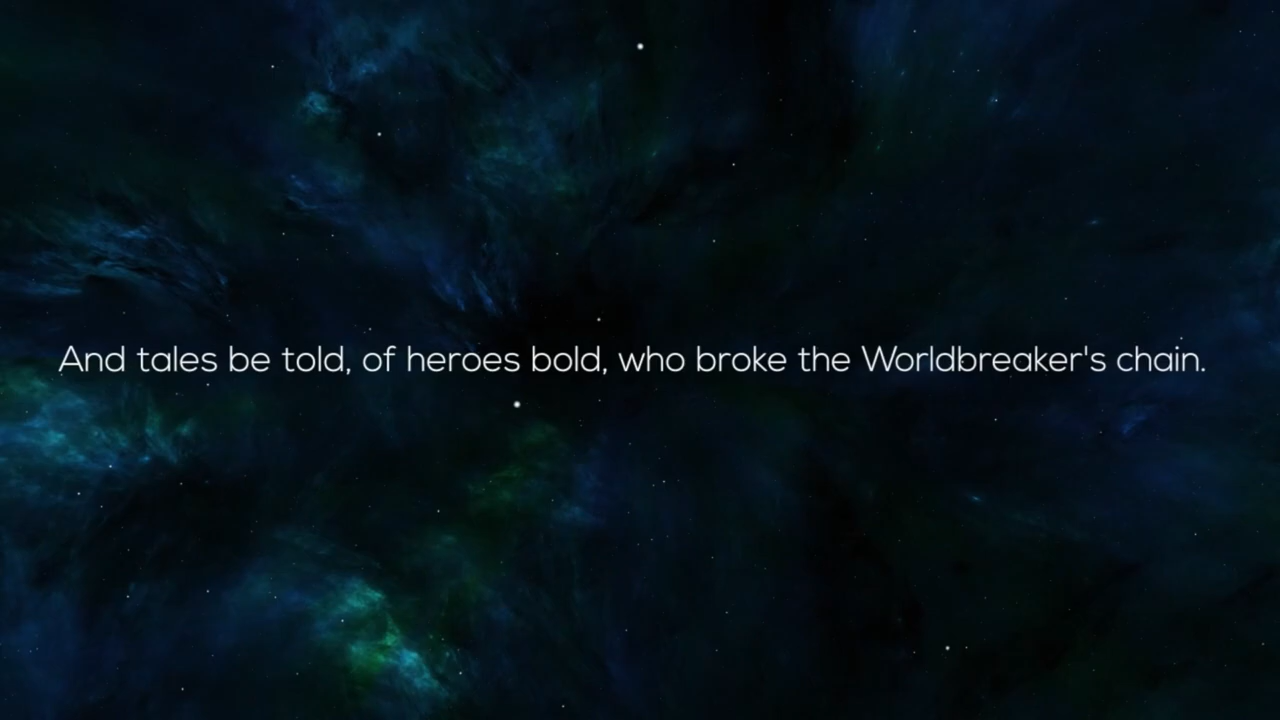 And tales be told, of heroes bold, who broke the Worldbreaker's chain.